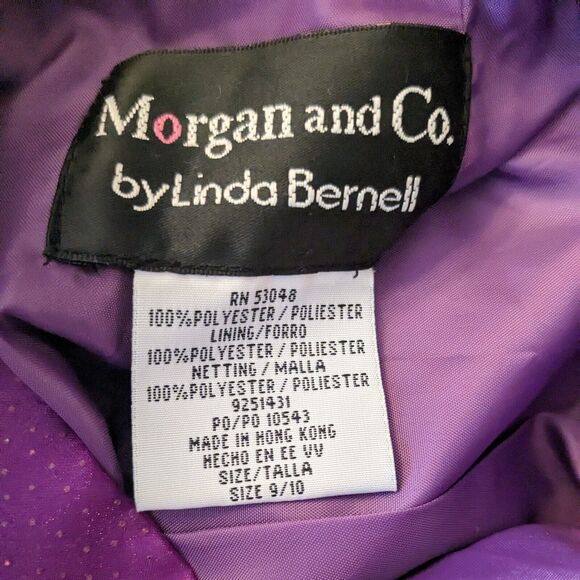 Morgan and Co.
by Linda Bernell
RN 53048
100%POLYESTER / POLIESTER
LINING/FORRO
100%POLYESTER / POLIESTER
NETTING / MALLA
100%POLYESTER / POLIESTER
9251431
PO/PO 10543
MADE IN HONG KONG
HECHO EN EE VV
SIZE/TALLA
SIZE 9/10